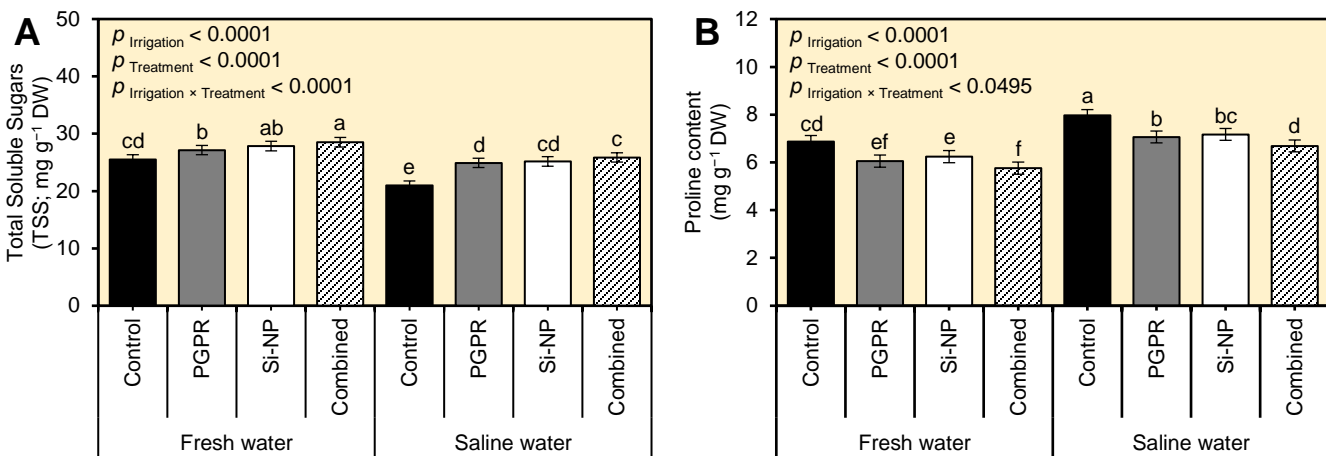 A
Total Soluble Sugars
(TSS; mg g⁻¹ DW)
50
40
30
20
10
0
p Irrigation < 0.0001
p Treatment < 0.0001
p Irrigation × Treatment < 0.0001
cd
b
ab
a
e
d
cd
c
Control
PGPR
Si-NP
Combined
Control
PGPR
Si-NP
Combined
Fresh water
Saline water
B
Proline content
(mg g⁻¹ DW)
12
10
8
6
4
2
0
p Irrigation < 0.0001
p Treatment < 0.0001
p Irrigation × Treatment < 0.0495
cd
ef
e
f
a
b
bc
d
Control
PGPR
Si-NP
Combined
Control
PGPR
Si-NP
Combined
Fresh water
Saline water